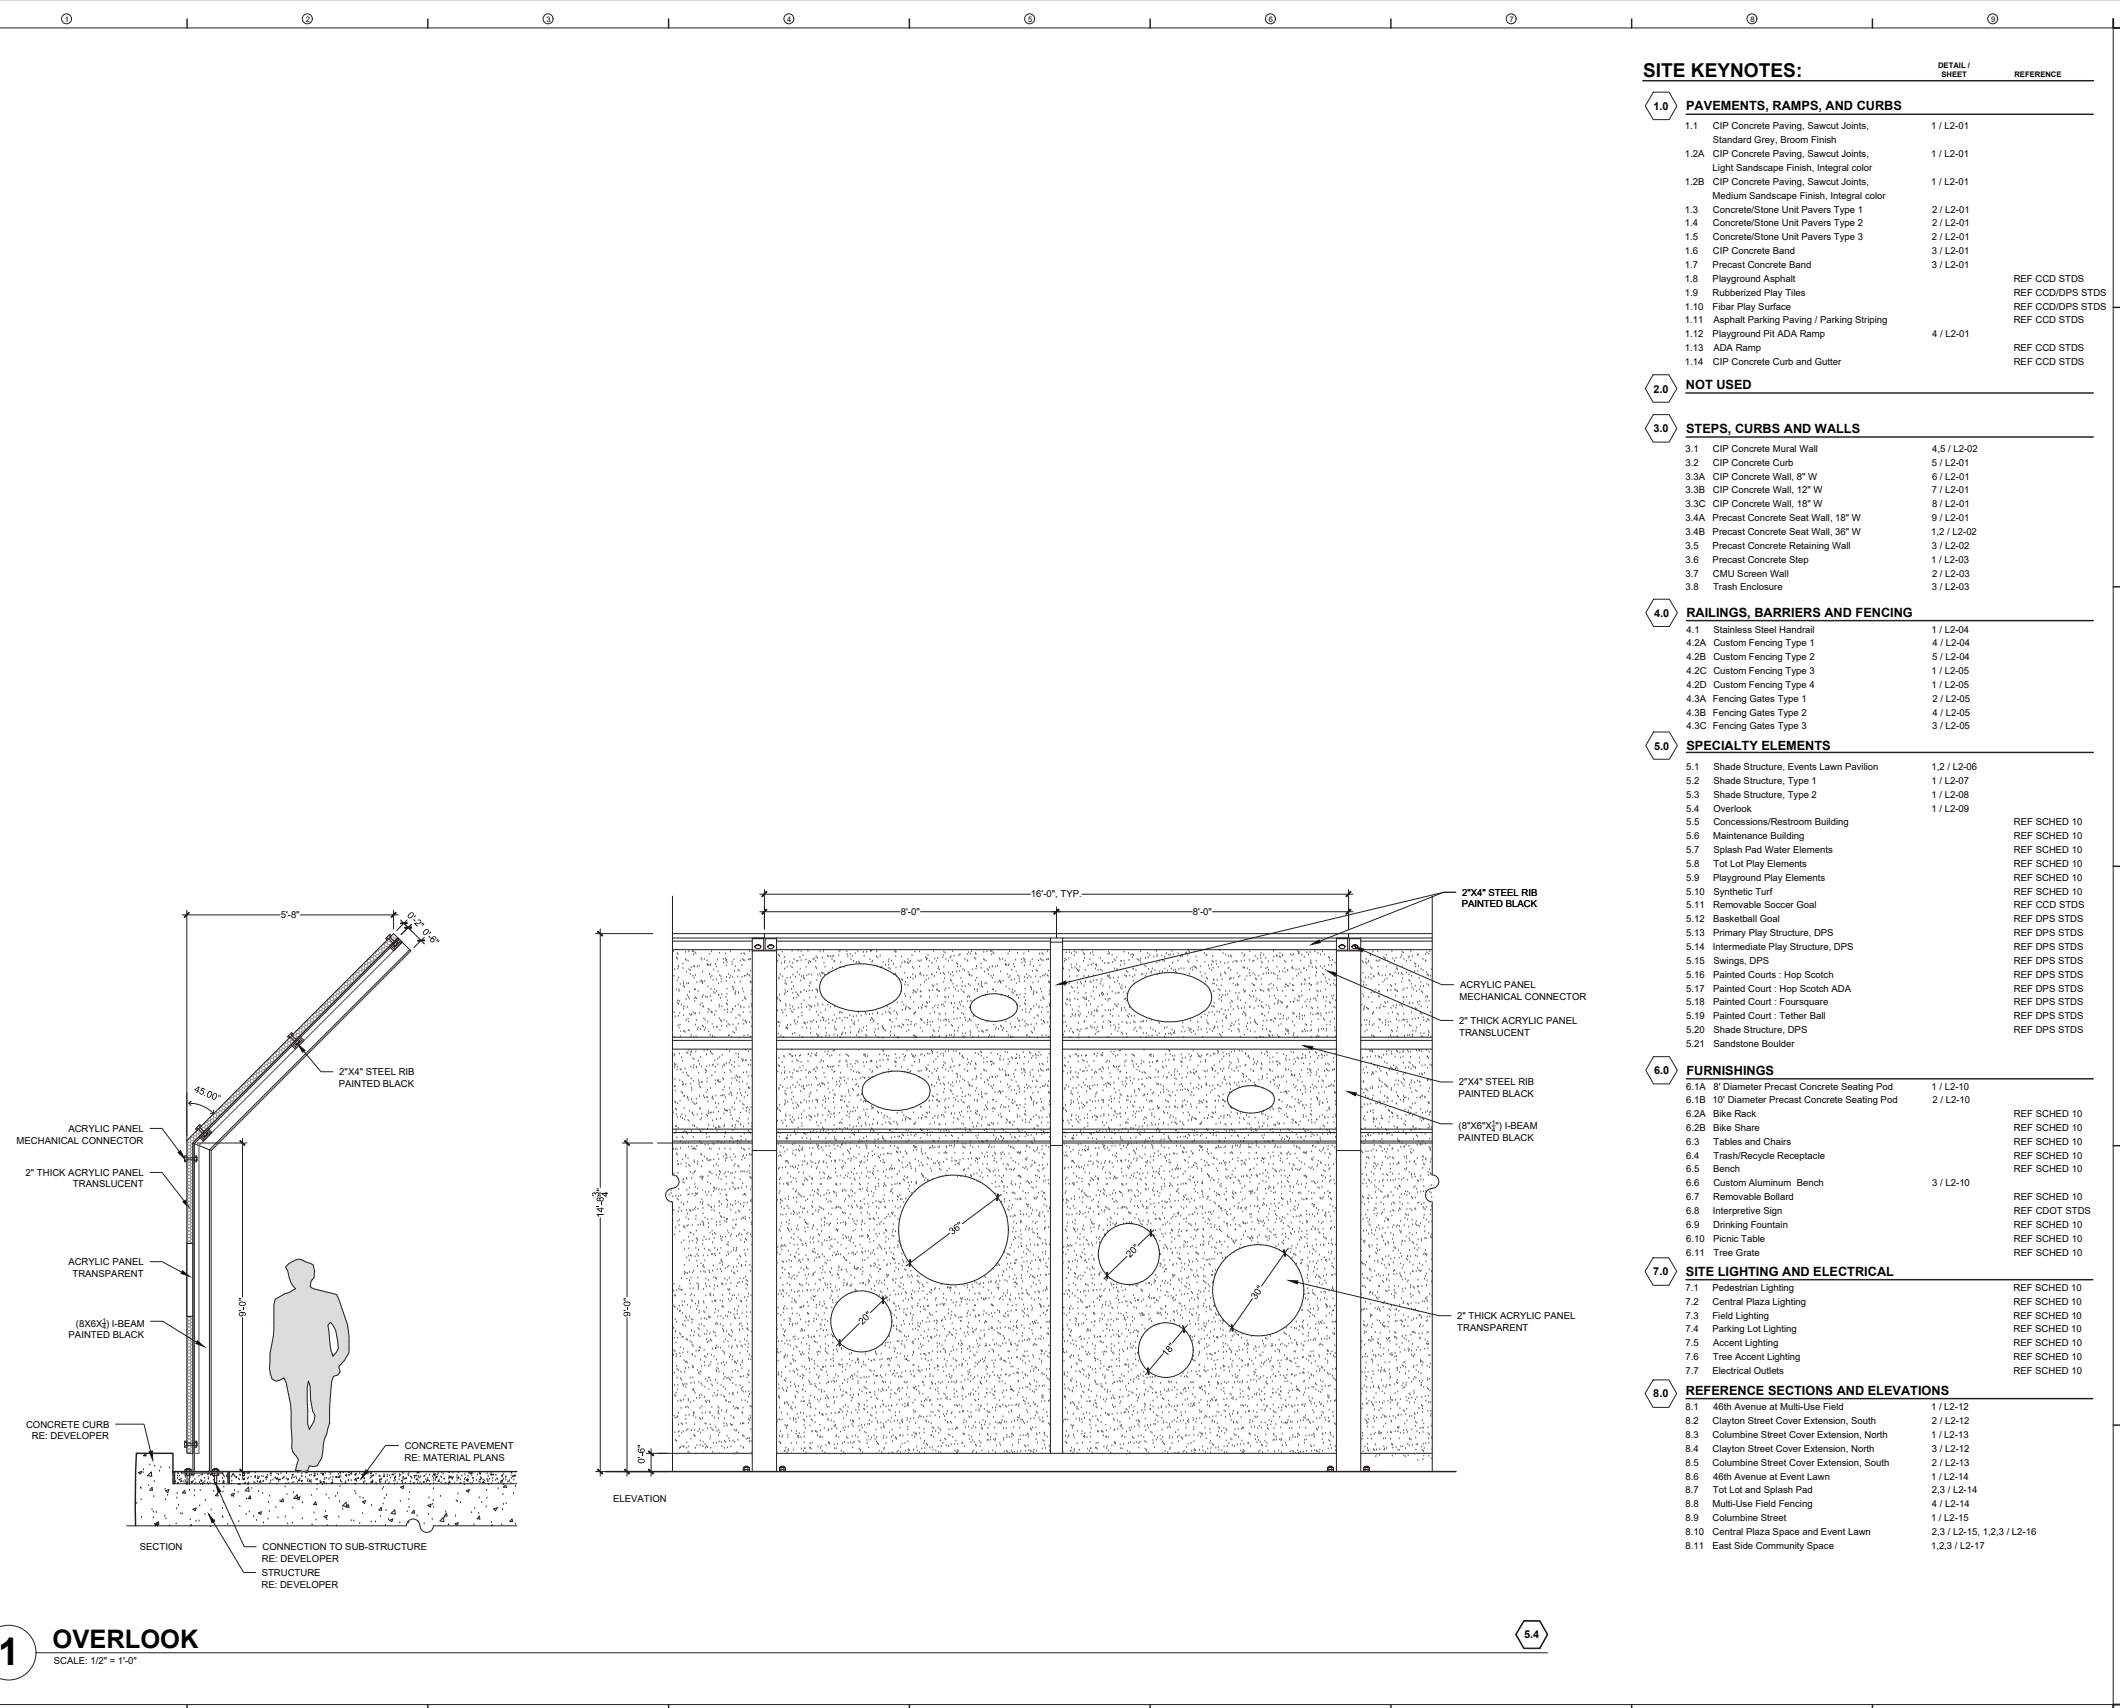 1 2 3 4 5 6 7 8 9
SITE KEYNOTES: DETAIL / SHEET REFERENCE
1.0 PAVEMENTS, RAMPS, AND CURBS
1.1 CIP Concrete Paving, Sawcut Joints, 1 / L2-01
Standard Grey, Broom Finish
1.2A CIP Concrete Paving, Sawcut Joints, 1 / L2-01
Light Sandscape Finish, Integral color
1.2B CIP Concrete Paving, Sawcut Joints, 1 / L2-01
Medium Sandscape Finish, Integral color
1.3 Concrete/Stone Unit Pavers Type 1 2 / L2-01
1.4 Concrete/Stone Unit Pavers Type 2 2 / L2-01
1.5 Concrete/Stone Unit Pavers Type 3 2 / L2-01
1.6 CIP Concrete Band 3 / L2-01
1.7 Precast Concrete Band 3 / L2-01
1.8 Playground Asphalt REF CCD STDS
1.9 Rubberized Play Tiles REF CCD/DPS STDS
1.10 Fibar Play Surface REF CCD/DPS STDS
1.11 Asphalt Parking Paving / Parking Striping REF CCD STDS
1.12 Playground Pit ADA Ramp 4 / L2-01
1.13 ADA Ramp REF CCD STDS
1.14 CIP Concrete Curb and Gutter REF CCD STDS
2.0 NOT USED
3.0 STEPS, CURBS AND WALLS
3.1 CIP Concrete Mural Wall 4,5 / L2-02
3.2 CIP Concrete Curb 5 / L2-01
3.3A CIP Concrete Wall, 8" W 6 / L2-01
3.3B CIP Concrete Wall, 12" W 7 / L2-01
3.3C CIP Concrete Wall, 18" W 8 / L2-01
3.4A Precast Concrete Seat Wall, 18" W 9 / L2-01
3.4B Precast Concrete Seat Wall, 36" W 1,2 / L2-02
3.5 Precast Concrete Retaining Wall 3 / L2-02
3.6 Precast Concrete Step 1 / L2-03
3.7 CMU Screen Wall 2 / L2-03
3.8 Trash Enclosure 3 / L2-03
4.0 RAILINGS, BARRIERS AND FENCING
4.1 Stainless Steel Handrail 1 / L2-04
4.2A Custom Fencing Type 1 4 / L2-04
4.2B Custom Fencing Type 2 5 / L2-04
4.2C Custom Fencing Type 3 1 / L2-05
4.2D Custom Fencing Type 4 1 / L2-05
4.3A Fencing Gates Type 1 2 / L2-05
4.3B Fencing Gates Type 2 4 / L2-05
4.3C Fencing Gates Type 3 3 / L2-05
5.0 SPECIALTY ELEMENTS
5.1 Shade Structure, Events Lawn Pavilion 1,2 / L2-06
5.2 Shade Structure, Type 1 1 / L2-07
5.3 Shade Structure, Type 2 1 / L2-08
5.4 Overlook 1 / L2-09
5.5 Concessions/Restroom Building REF SCHED 10
5.6 Maintenance Building REF SCHED 10
5.7 Splash Pad Water Elements REF SCHED 10
5.8 Tot Lot Play Elements REF SCHED 10
5.9 Playground Play Elements REF SCHED 10
5.10 Synthetic Turf REF SCHED 10
5.11 Removable Soccer Goal REF CCD STDS
5.12 Basketball Goal REF DPS STDS
5.13 Primary Play Structure, DPS REF DPS STDS
5.14 Intermediate Play Structure, DPS REF DPS STDS
5.15 Swings, DPS REF DPS STDS
5.16 Painted Courts : Hop Scotch REF DPS STDS
5.17 Painted Court : Hop Scotch ADA REF DPS STDS
5.18 Painted Court : Foursquare REF DPS STDS
5.19 Painted Court : Tether Ball REF DPS STDS
5.20 Shade Structure, DPS REF DPS STDS
5.21 Sandstone Boulder
6.0 FURNISHINGS
6.1A 8' Diameter Precast Concrete Seating Pod 1 / L2-10
6.1B 10' Diameter Precast Concrete Seating Pod 2 / L2-10
6.2A Bike Rack REF SCHED 10
6.2B Bike Share REF SCHED 10
6.3 Tables and Chairs REF SCHED 10
6.4 Trash/Recycle Receptacle REF SCHED 10
6.5 Bench REF SCHED 10
6.6 Custom Aluminum Bench 3 / L2-10
6.7 Removable Bollard REF SCHED 10
6.8 Interpretive Sign REF CDOT STDS
6.9 Drinking Fountain REF SCHED 10
6.10 Picnic Table REF SCHED 10
6.11 Tree Grate REF SCHED 10
7.0 SITE LIGHTING AND ELECTRICAL
7.1 Pedestrian Lighting REF SCHED 10
7.2 Central Plaza Lighting REF SCHED 10
7.3 Field Lighting REF SCHED 10
7.4 Parking Lot Lighting REF SCHED 10
7.5 Accent Lighting REF SCHED 10
7.6 Tree Accent Lighting REF SCHED 10
7.7 Electrical Outlets REF SCHED 10
8.0 REFERENCE SECTIONS AND ELEVATIONS
8.1 46th Avenue at Multi-Use Field 1 / L2-12
8.2 Clayton Street Cover Extension, South 2 / L2-12
8.3 Columbine Street Cover Extension, North 1 / L2-13
8.4 Clayton Street Cover Extension, North 3 / L2-12
8.5 Columbine Street Cover Extension, South 2 / L2-13
8.6 46th Avenue at Event Lawn 1 / L2-14
8.7 Tot Lot and Splash Pad 2,3 / L2-14
8.8 Multi-Use Field Fencing 4 / L2-14
8.9 Columbine Street 1 / L2-15
8.10 Central Plaza Space and Event Lawn 2,3 / L2-15, 1,2,3 / L2-16
8.11 East Side Community Space 1,2,3 / L2-17
5'-8"
0'-2"
0'-6"
2"X4" STEEL RIB
PAINTED BLACK
45.00°
ACRYLIC PANEL
MECHANICAL CONNECTOR
2" THICK ACRYLIC PANEL
TRANSLUCENT
ACRYLIC PANEL
TRANSPARENT
(8X6X¼) I-BEAM
PAINTED BLACK
9'-0"
CONCRETE CURB
RE: DEVELOPER
CONCRETE PAVEMENT
RE: MATERIAL PLANS
SECTION
CONNECTION TO SUB-STRUCTURE
RE: DEVELOPER
STRUCTURE
RE: DEVELOPER
16'-0", TYP.
8'-0"
8'-0"
2"X4" STEEL RIB
PAINTED BLACK
ACRYLIC PANEL
MECHANICAL CONNECTOR
2" THICK ACRYLIC PANEL
TRANSLUCENT
2"X4" STEEL RIB
PAINTED BLACK
(8"X6"X¼") I-BEAM
PAINTED BLACK
14'-8¾"
9'-0"
0'-6"
36"
20"
30"
20"
18"
2" THICK ACRYLIC PANEL
TRANSPARENT
ELEVATION
1 OVERLOOK
SCALE: 1/2" = 1'-0"
5.4